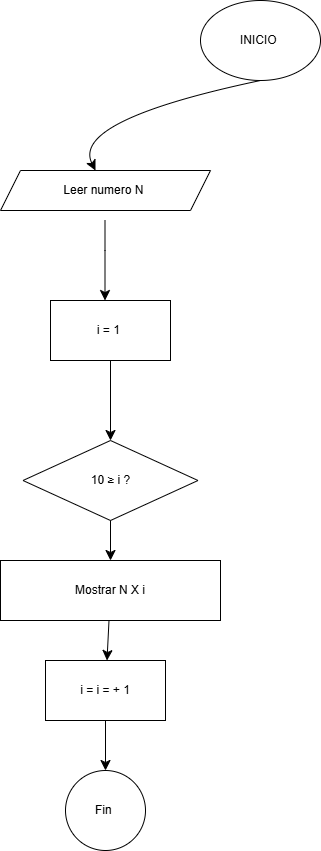 INICIO
Leer numero N
i = 1
10 ≥ i ?
Mostrar N X i
i = i = + 1
Fin